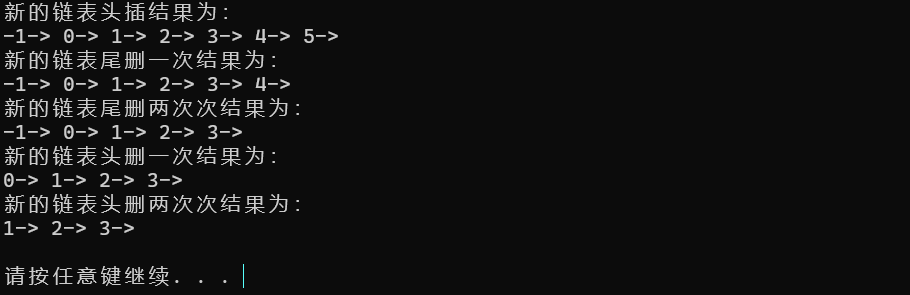 新的链表头插结果为:
-1-> 0-> 1-> 2-> 3-> 4-> 5->
新的链表尾删一次结果为:
-1-> 0-> 1-> 2-> 3-> 4->
新的链表尾删两次次结果为:
-1-> 0-> 1-> 2-> 3->
新的链表头删一次结果为:
0-> 1-> 2-> 3->
新的链表头删两次次结果为:
1-> 2-> 3->
请按任意键继续. . .